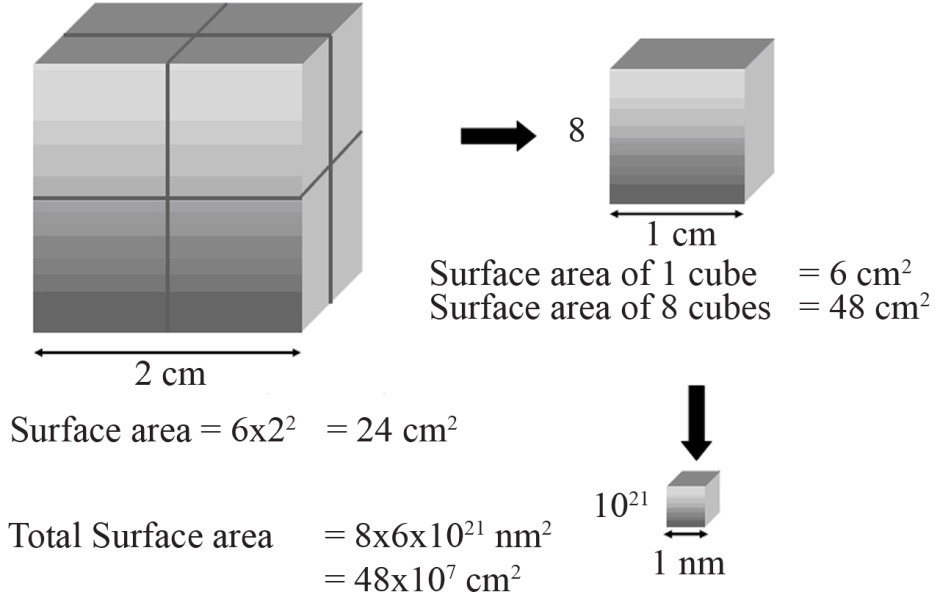 8
1 cm
Surface area of 1 cube = 6 cm²
Surface area of 8 cubes = 48 cm²
2 cm
Surface area = 6x2² = 24 cm²
10²¹
1 nm
Total Surface area = 8x6x10²¹ nm²
= 48x10⁷ cm²